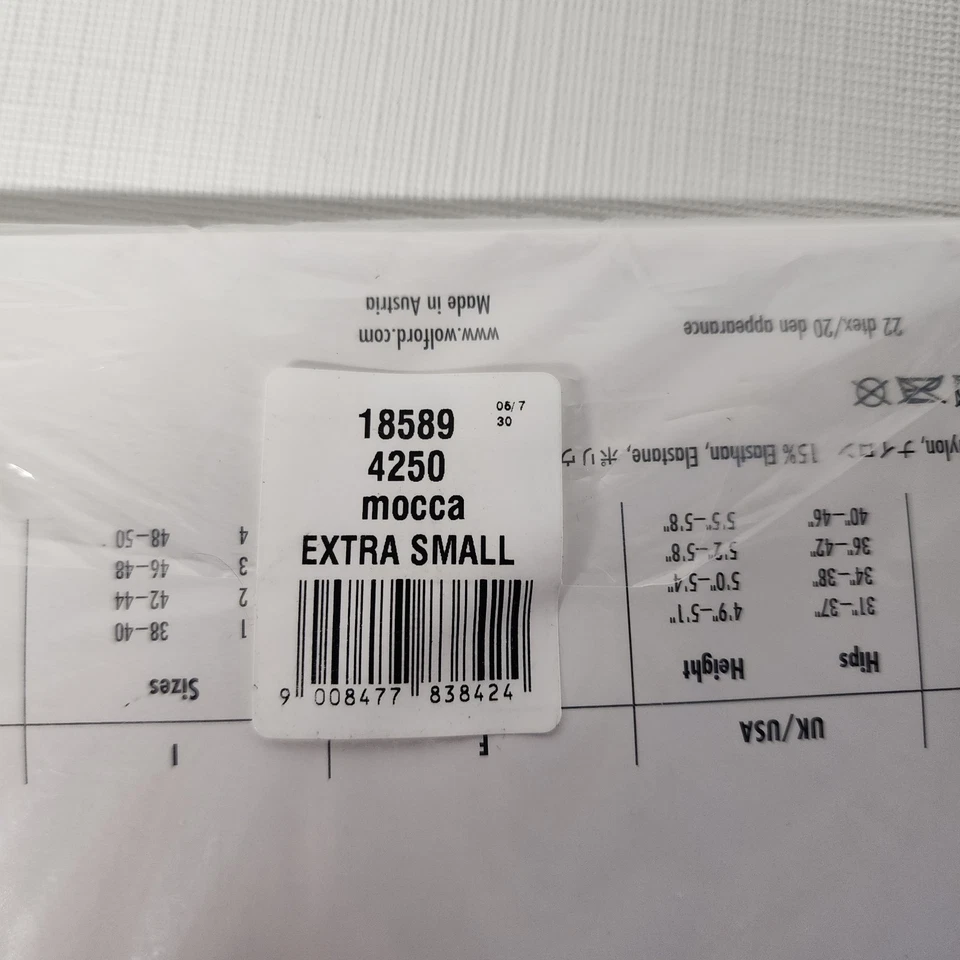 18589
06/7
30
4250
mocca
EXTRA SMALL
9 008477 838424
UK/USA
F
I
Hips Height
Sizes
31"–37" 4'9"–5'1"
1 38–40
34"–38" 5'0"–5'4"
2 42–44
36"–42" 5'2"–5'8"
3 46–48
40"–46" 5'5"–5'8"
4 48–50
ナイロン 15% Elasthan, Elastane, ポリウ
22 dtex/20 den appearance
www.wolford.com
Made in Austria